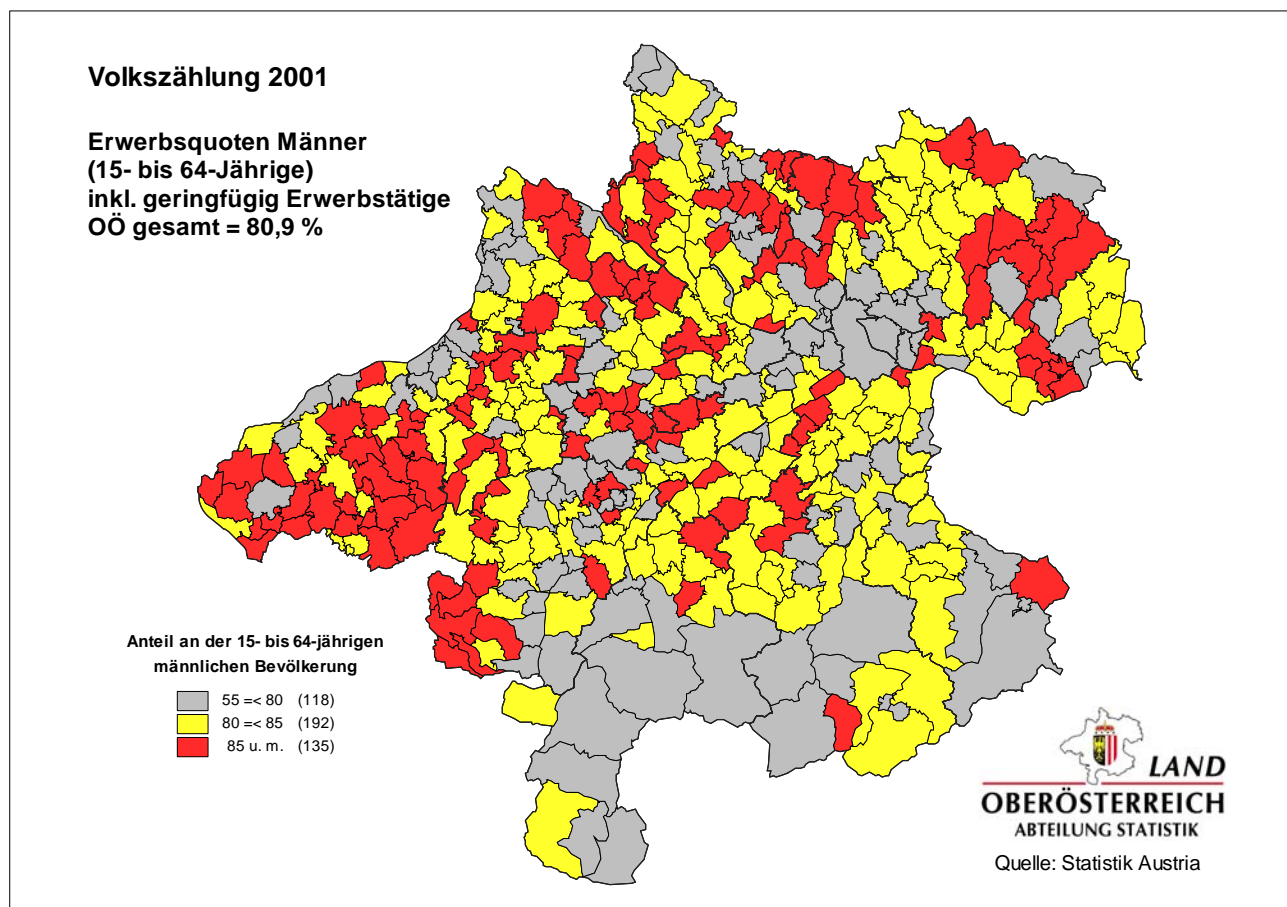 Volkszählung 2001
Erwerbsquoten Männer
(15- bis 64-Jährige)
inkl. geringfügig Erwerbstätige
OÖ gesamt = 80,9 %
Anteil an der 15- bis 64-jährigen
männlichen Bevölkerung
55 =< 80 (118)
80 =< 85 (192)
85 u. m. (135)
LAND
OBERÖSTERREICH
ABTEILUNG STATISTIK
Quelle: Statistik Austria